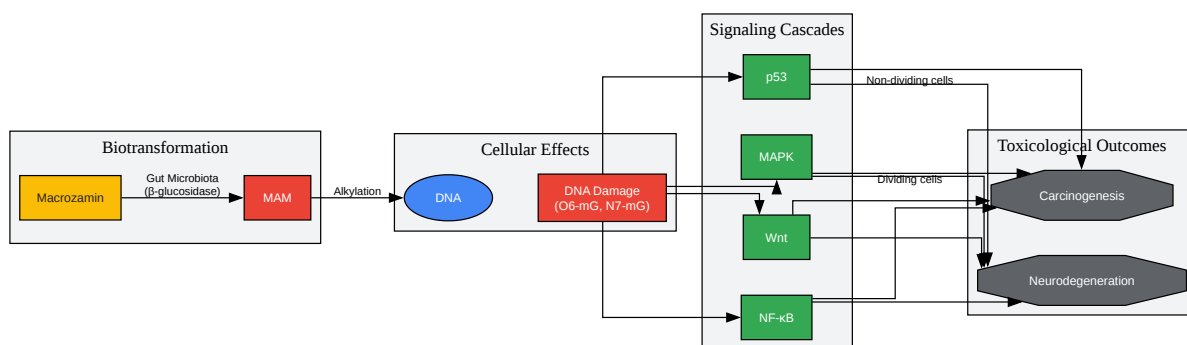 Biotransformation
Macrozamin
Gut Microbiota
(β-glucosidase)
MAM
Alkylation
Cellular Effects
DNA
DNA Damage
(O6-mG, N7-mG)
Signaling Cascades
p53
MAPK
Wnt
NF-κB
Non-dividing cells
Dividing cells
Toxicological Outcomes
Carcinogenesis
Neurodegeneration